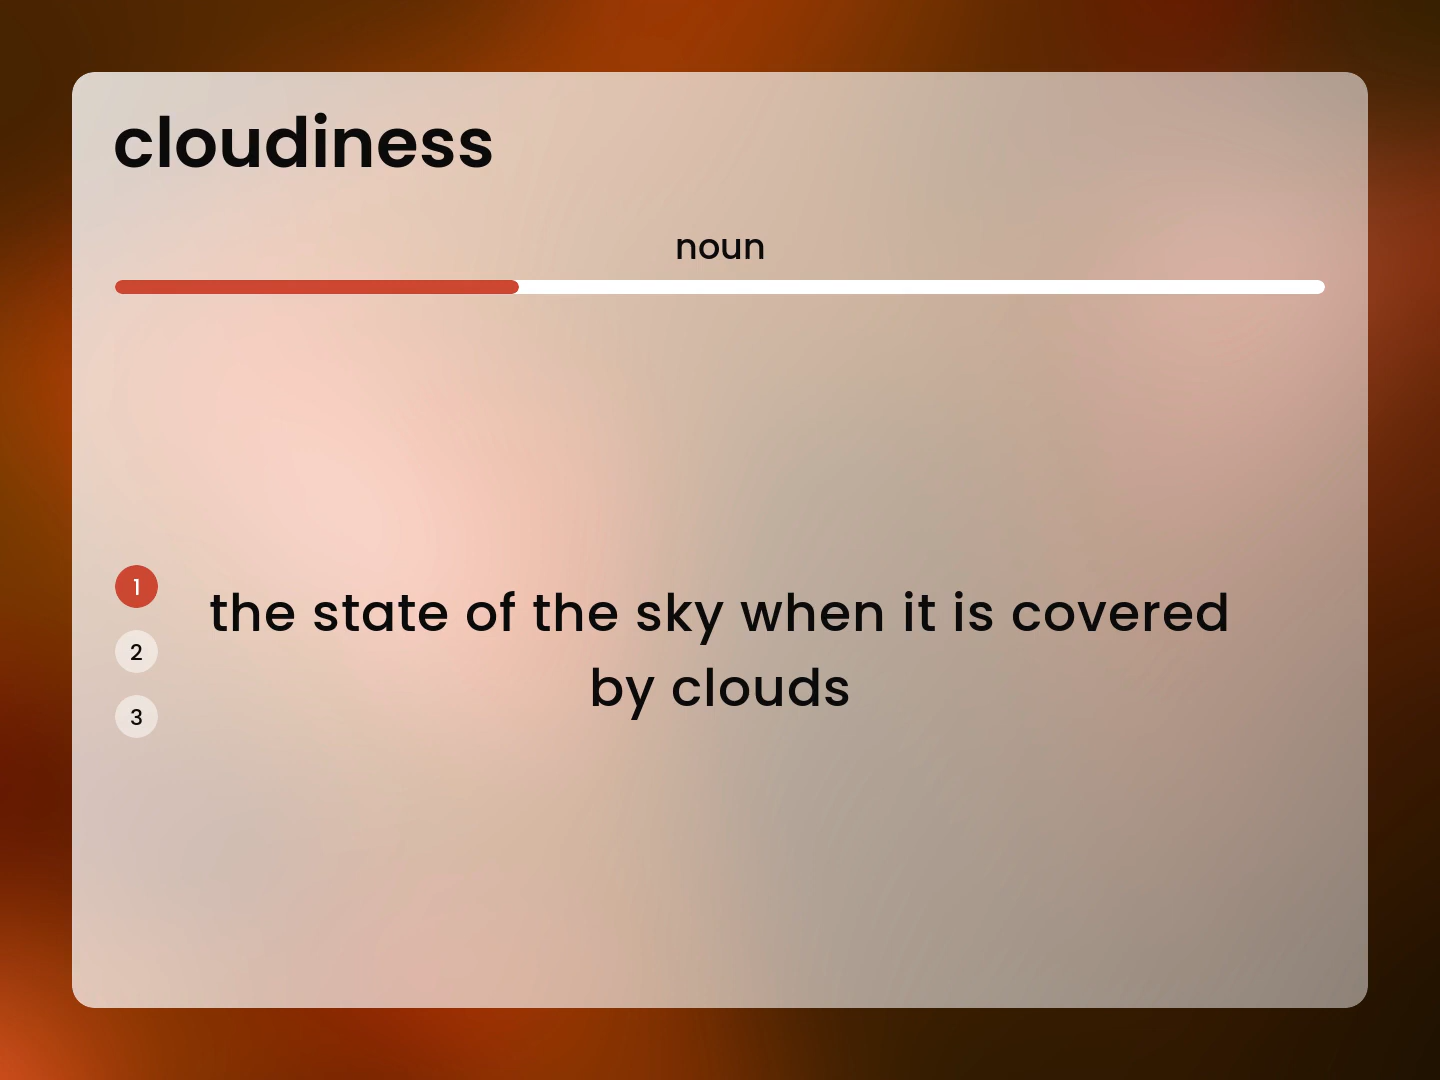 cloudiness
noun
1
2
3
the state of the sky when it is covered
by clouds